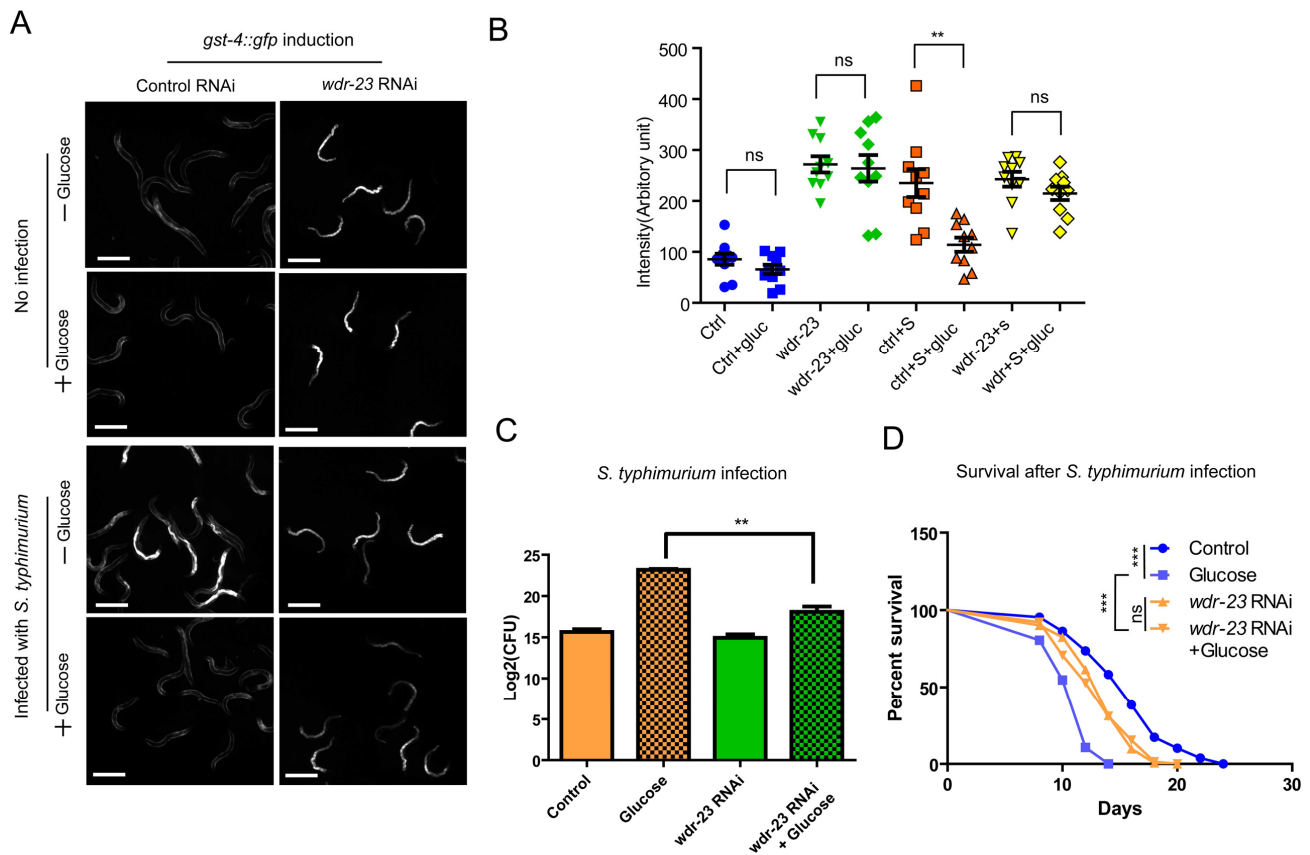 A
gst-4::gfp induction
Control RNAi
wdr-23 RNAi
No infection
— Glucose
+ Glucose
Infected with S. typhimurium
— Glucose
+ Glucose
B
Intensity(Arbitory unit)
500
400
300
200
100
0
ns
ns
**
ns
Ctrl
Ctrl+gluc
wdr-23
wdr-23+gluc
ctrl+S
ctrl+S+gluc
wdr-23+s
wdr+S+gluc
C
S. typhimurium infection
**
Log2(CFU)
25
20
15
10
5
0
Control
Glucose
wdr-23 RNAi
wdr-23 RNAi
+ Glucose
D
Survival after S. typhimurium infection
Percent survival
150
100
50
0
0
10
20
30
Days
***
***
ns
Control
Glucose
wdr-23 RNAi
wdr-23 RNAi
+Glucose